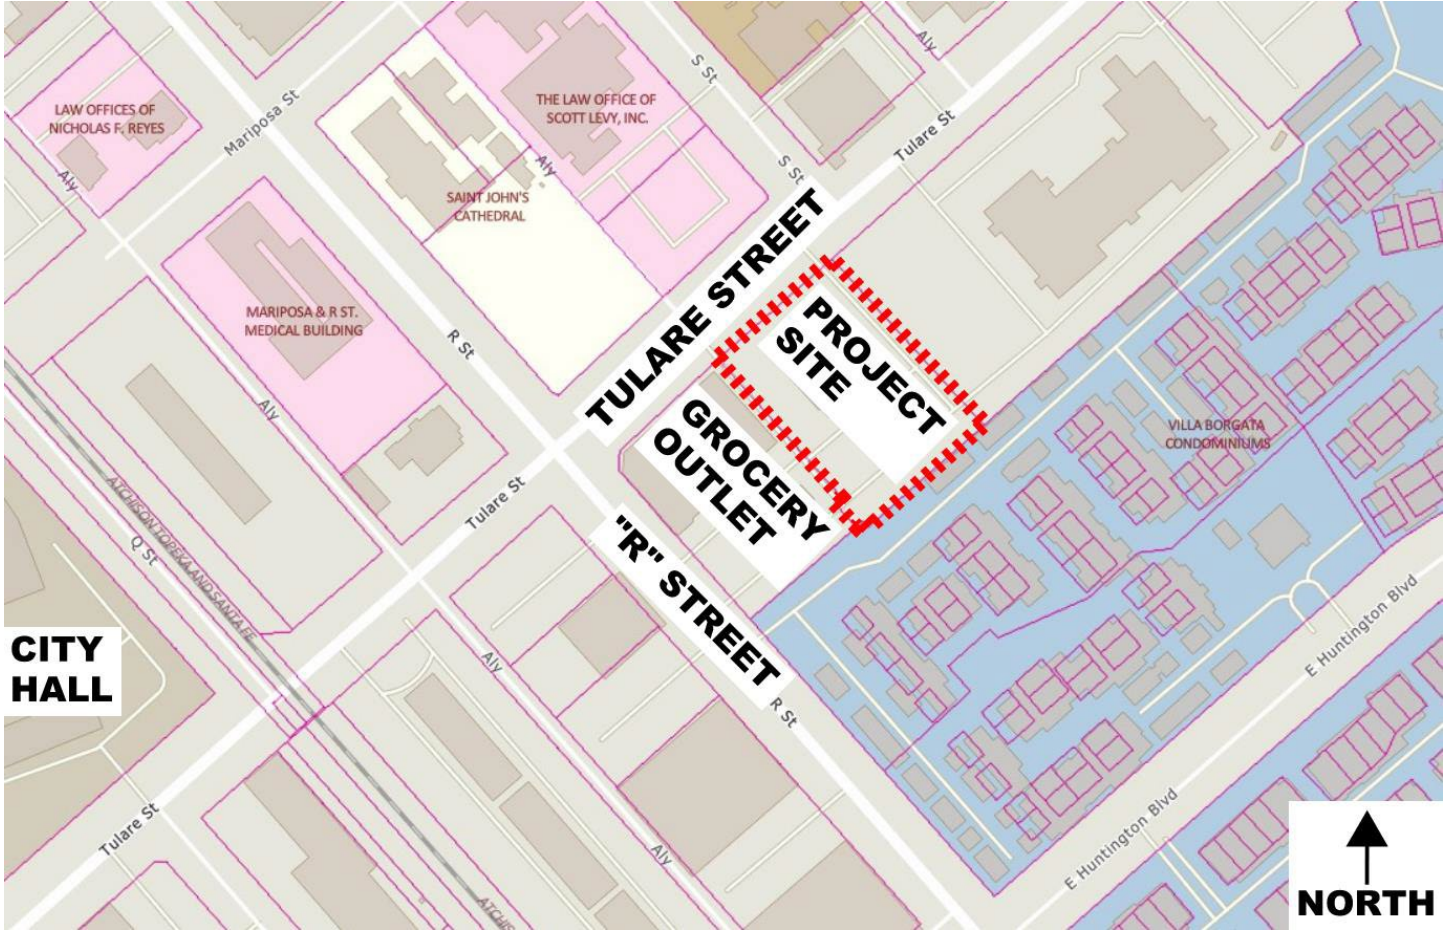 Aly
S St
LAW OFFICES OF
NICHOLAS F. REYES
Mariposa St
THE LAW OFFICE OF
SCOTT LEVY, INC.
Tulare St
Aly
Aly
S St
SAINT JOHN'S
CATHEDRAL
TULARE STREET
MARIPOSA & R ST.
MEDICAL BUILDING
R St
PROJECT
SITE
Aly
GROCERY
OUTLET
VILLA BORGATA
CONDOMINIUMS
Tulare St
ATCHISON TOPEKA AND SANTA FE
Q St
"R" STREET
E Huntington Blvd
CITY
HALL
Aly
R St
Tulare St
Aly
E Huntington Blvd
ATCHIS
NORTH